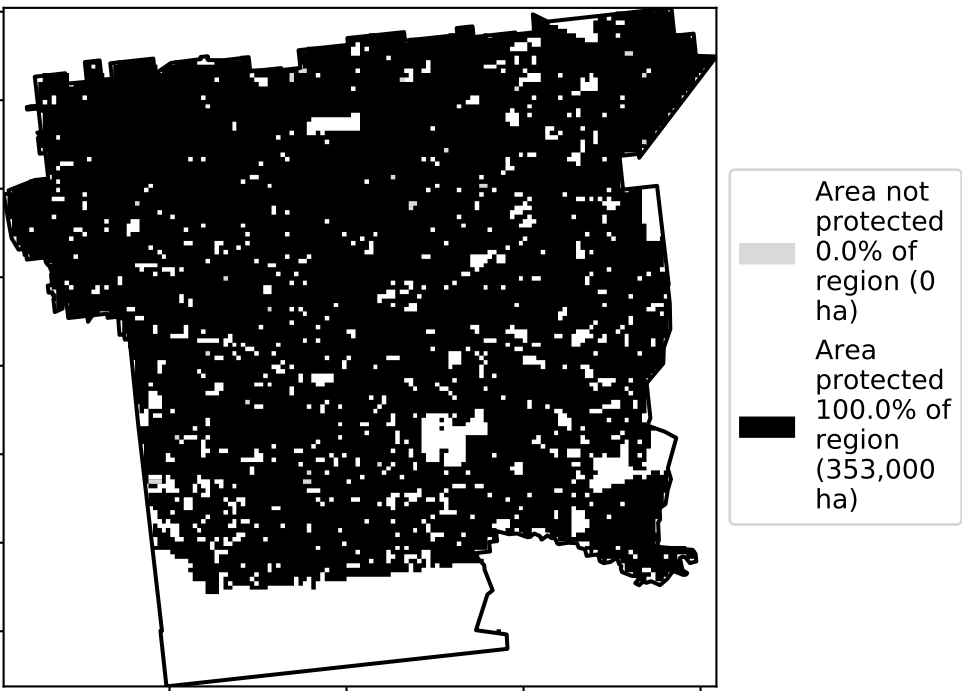 Area not
protected
0.0% of
region (0
ha)
Area
protected
100.0% of
region
(353,000
ha)